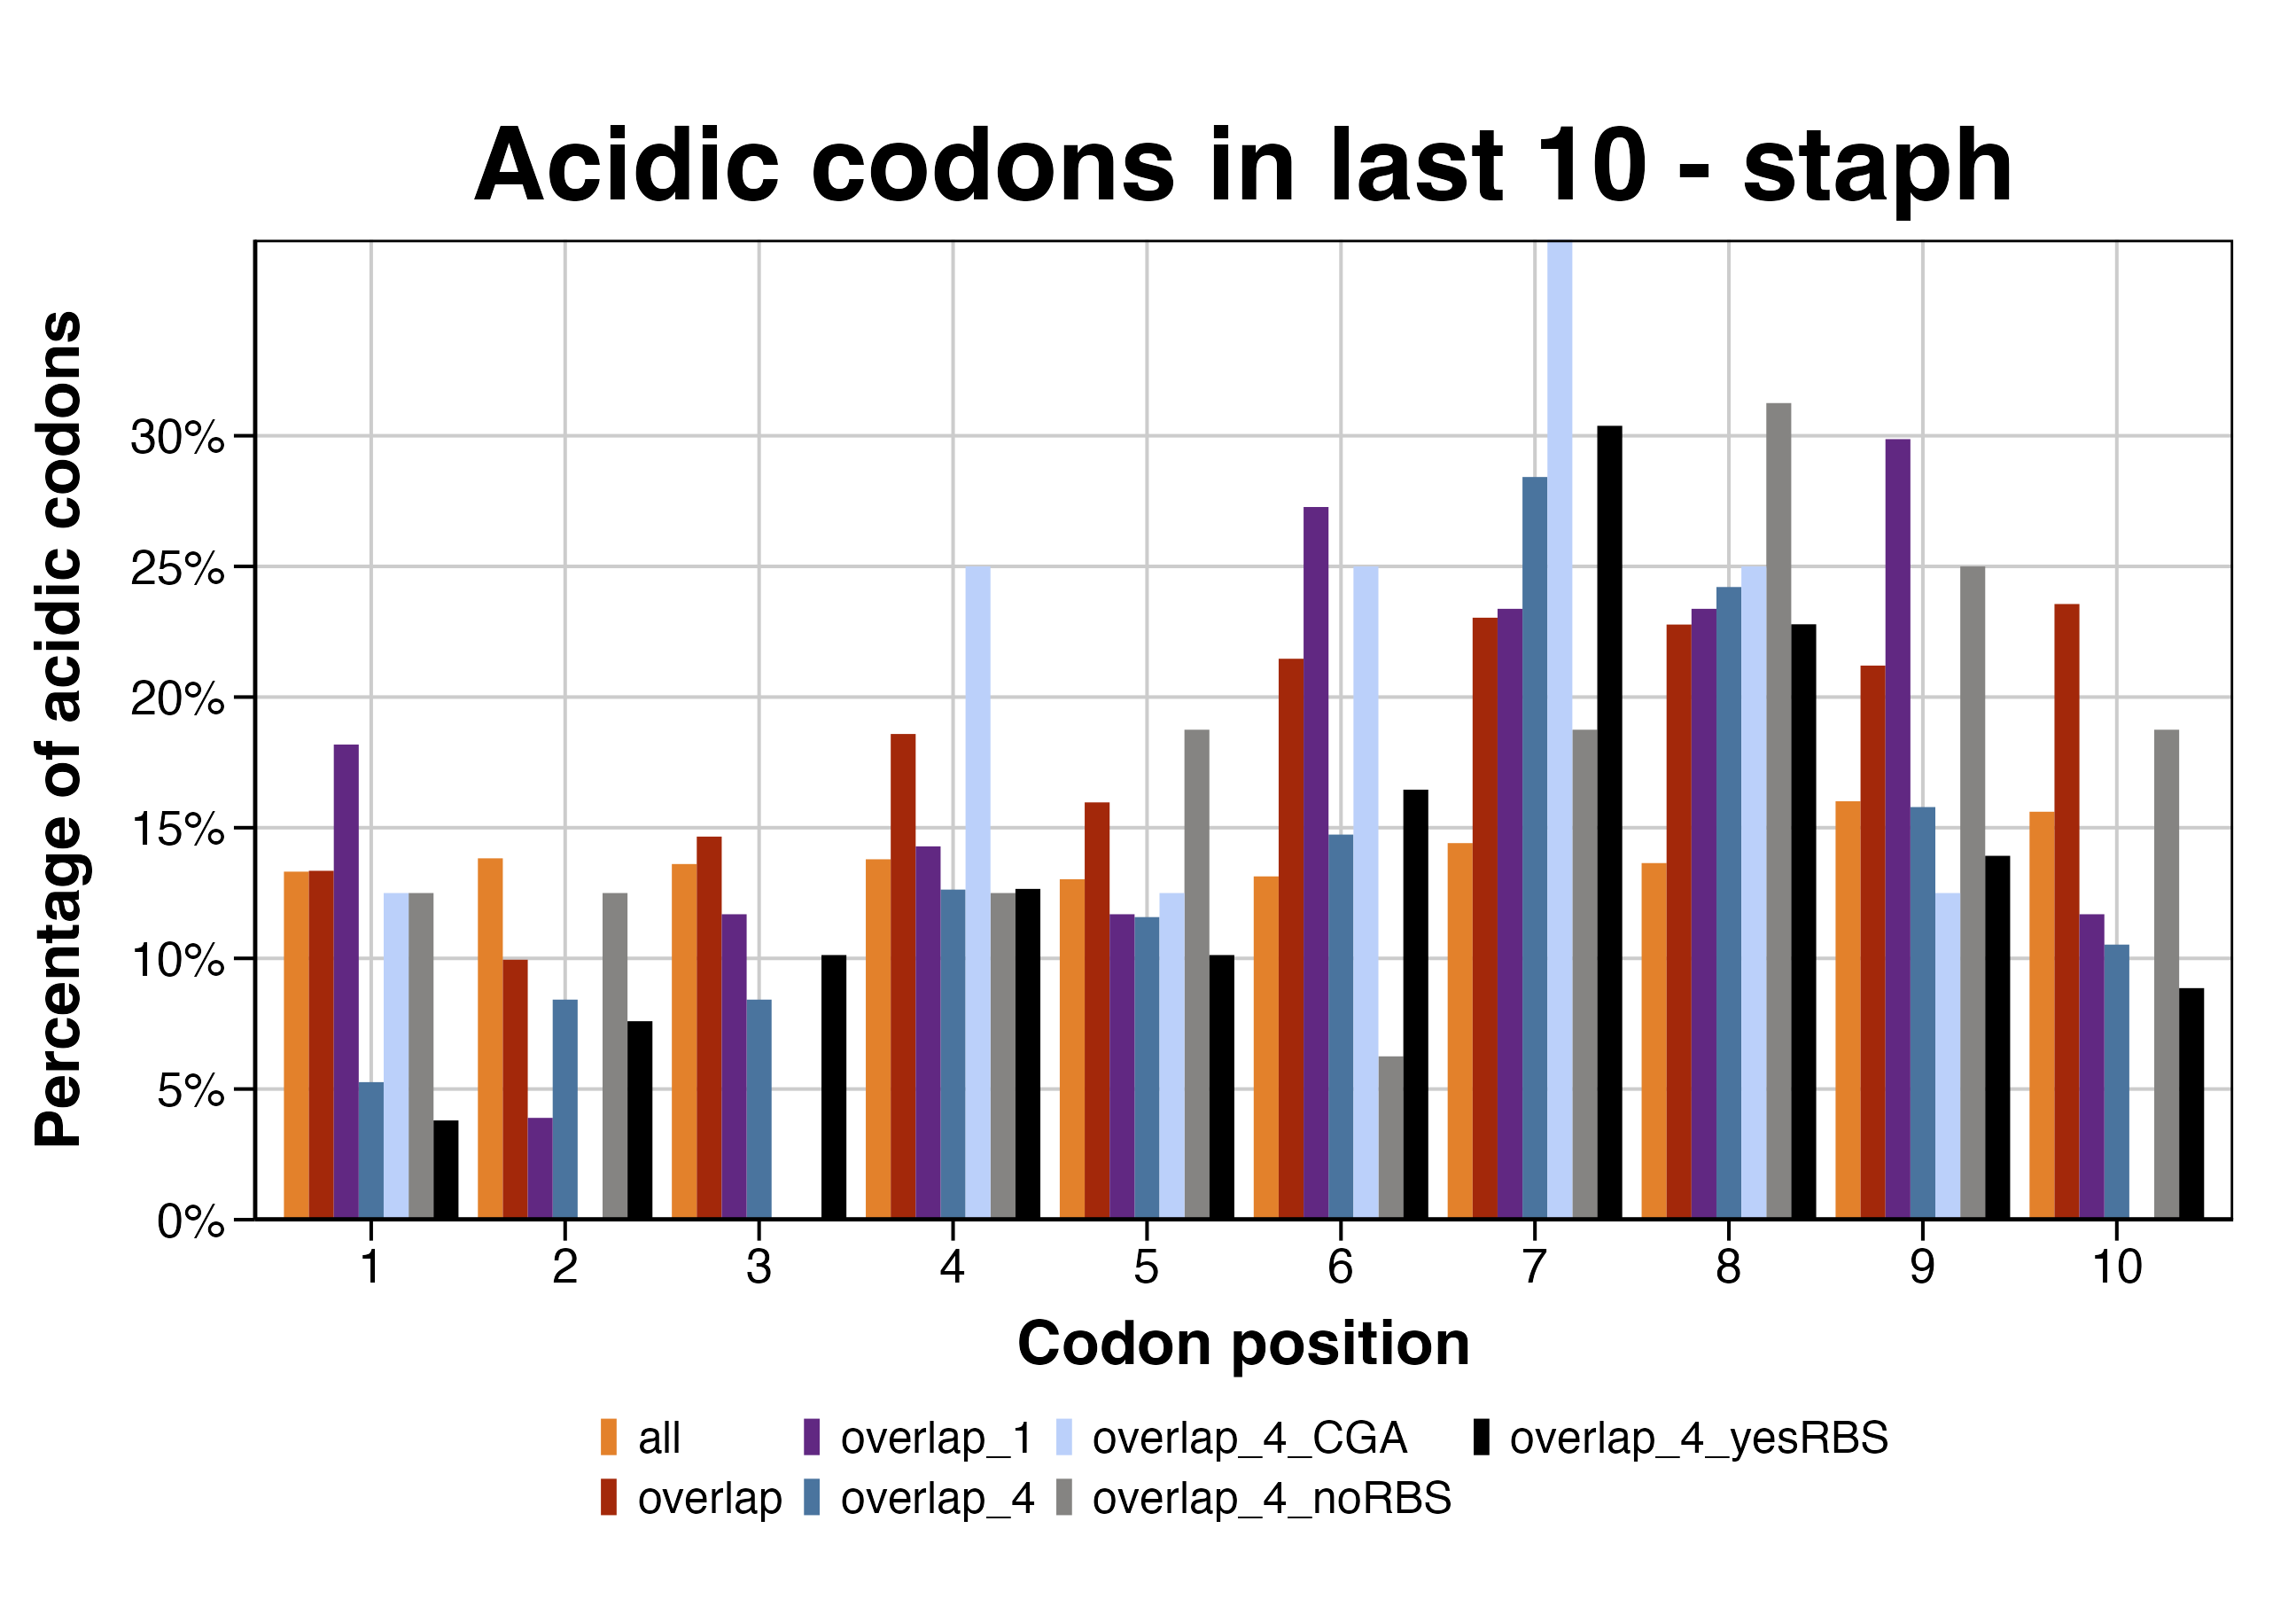 Acidic codons in last 10 - staph
Percentage of acidic codons
30%
25%
20%
15%
10%
5%
0%
1 2 3 4 5 6 7 8 9 10
Codon position
all overlap_1 overlap_4_CGA overlap_4_yesRBS
overlap overlap_4 overlap_4_noRBS